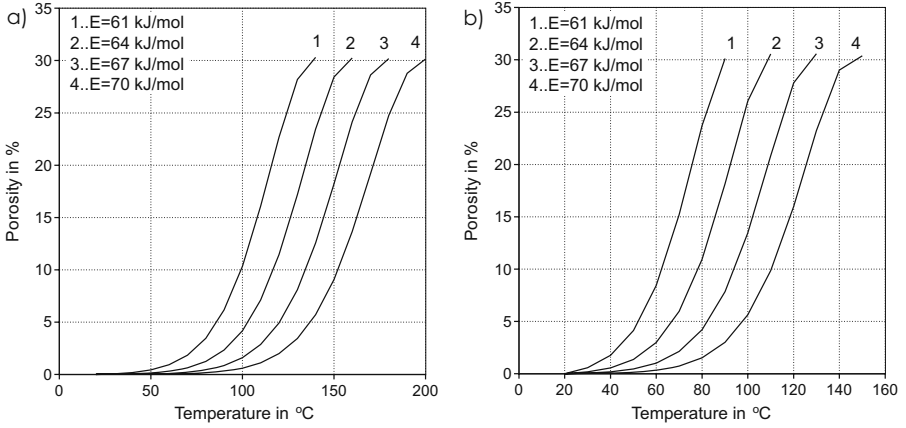 a)
1..E=61 kJ/mol
2..E=64 kJ/mol
3..E=67 kJ/mol
4..E=70 kJ/mol
1 2 3 4
35
30
25
20
15
10
5
0
Porosity in %
0 50 100 150 200
Temperature in °C
b)
1..E=61 kJ/mol
2..E=64 kJ/mol
3..E=67 kJ/mol
4..E=70 kJ/mol
1 2 3 4
35
30
25
20
15
10
5
0
Porosity in %
0 20 40 60 80 100 120 140 160
Temperature in °C